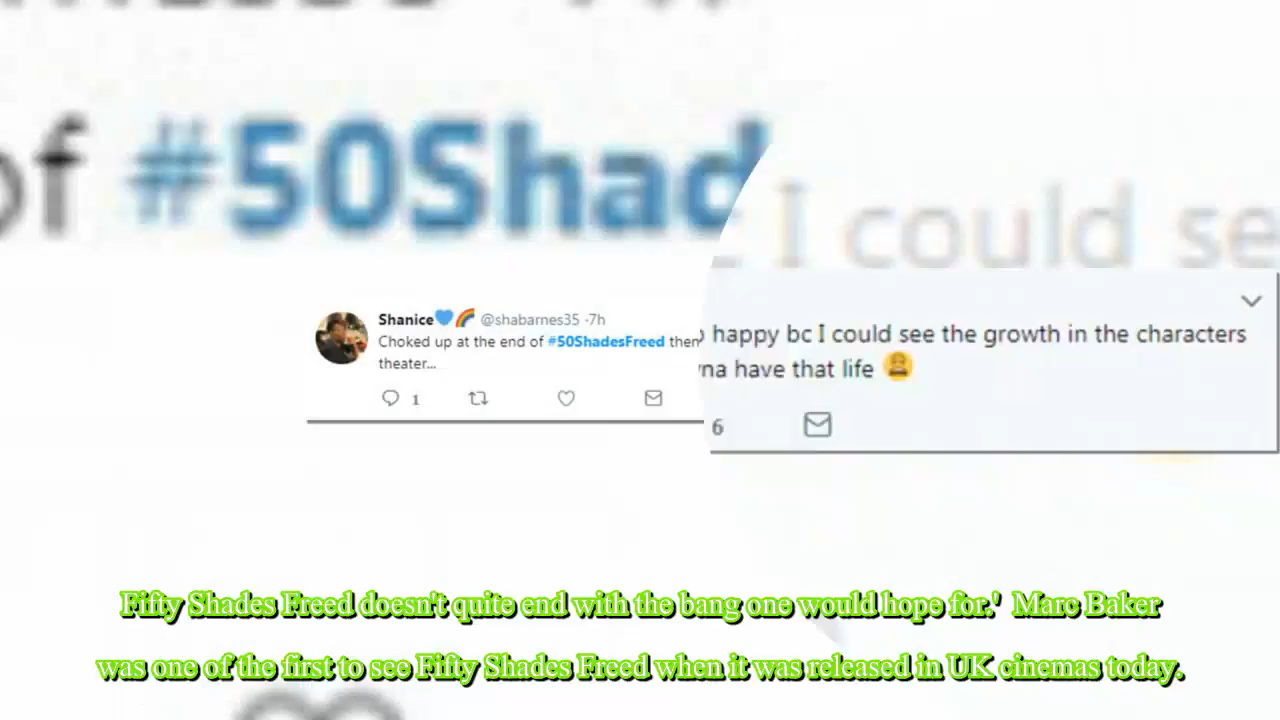 of #50Shad
I could se
Shanice @shabarnes35 · 7h
Choked up at the end of #50ShadesFreed then
theater...
1
happy bc I could see the growth in the characters
have that life
6
Fifty Shades Freed doesn't quite end with the bang one would hope for.' Marc Baker
was one of the first to see Fifty Shades Freed when it was released in UK cinemas today.